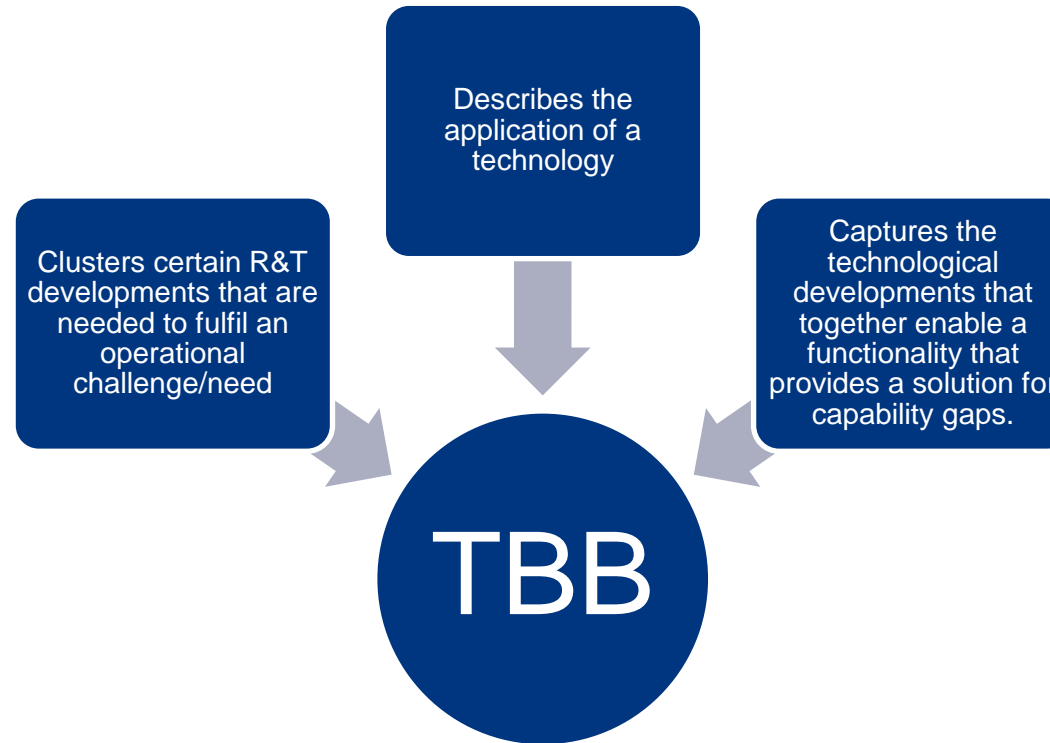 Describes the
application of a
technology
Clusters certain R&T
developments that are
needed to fulfil an
operational
challenge/need
Captures the
technological
developments that
together enable a
functionality that
provides a solution for
capability gaps.
TBB